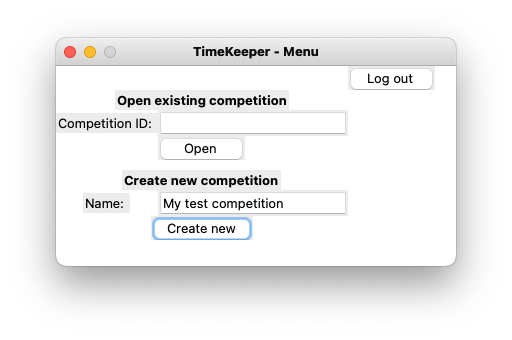 TimeKeeper - Menu
Log out
Open existing competition
Competition ID:
Open
Create new competition
Name: My test competition
Create new